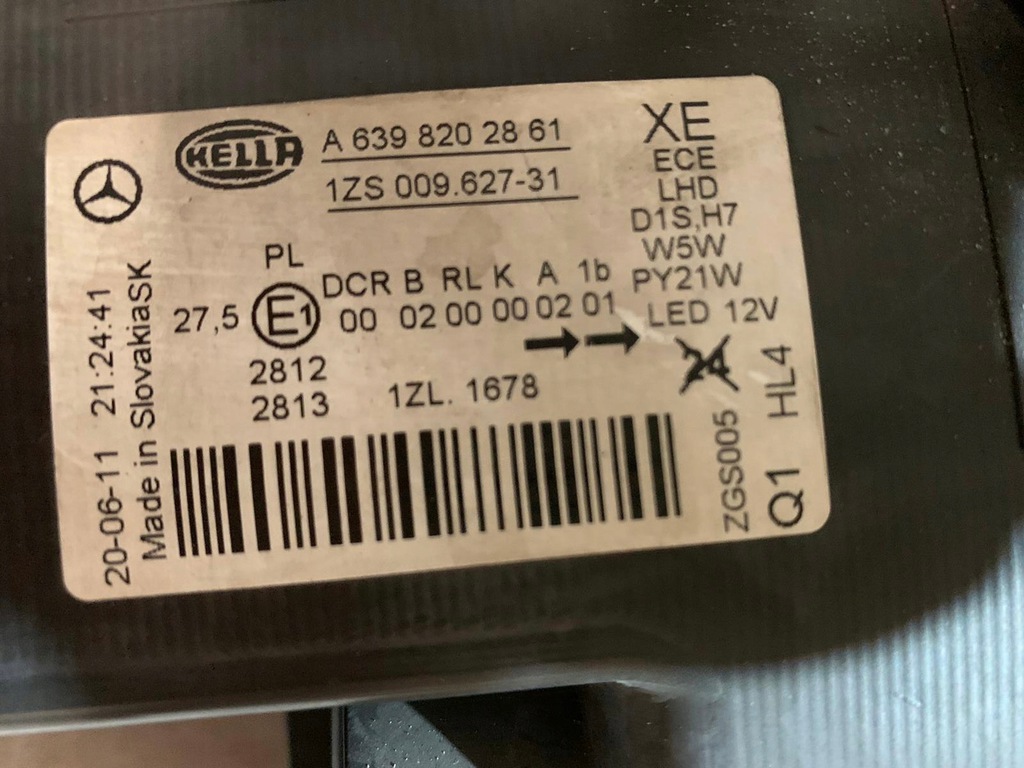 HELLA
A 639 820 28 61
1ZS 009.627-31
XE
ECE
LHD
D1S,H7
W5W
PY21W
LED 12V
PL
DCR B RL K A 1b
27,5 E1 00 02 00 00 02 01
2812
2813
1ZL. 1678
24
20-06-11 21:24:41
Made in SlovakiaSK
ZGS005
Q1 HL4